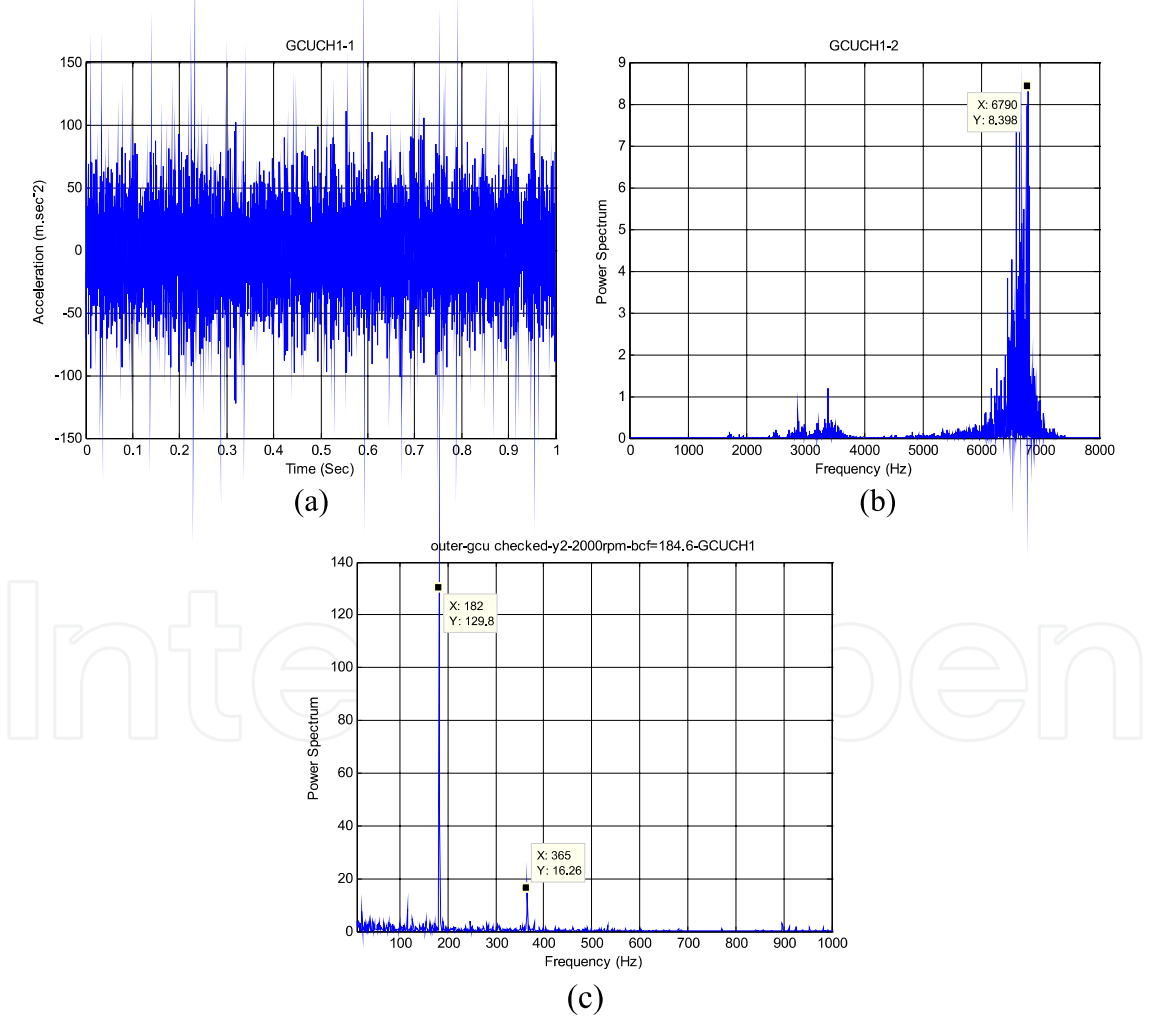 GCUCH1-1
150
100
50
0
-50
-100
-150
Acceleration (m.sec-2)
0 0.1 0.2 0.3 0.4 0.5 0.6 0.7 0.8 0.9 1
Time (Sec)
(a)
GCUCH1-2
9
8
7
6
5
4
3
2
1
0
Power Spectrum
X: 6790
Y: 8.398
0 1000 2000 3000 4000 5000 6000 7000 8000
Frequency (Hz)
(b)
outer-gcu checked-y2-2000rpm-bcf=184.6-GCUCH1
140
120
100
80
60
40
20
0
Power Spectrum
X: 182
Y: 129.8
X: 365
Y: 16.26
100 200 300 400 500 600 700 800 900 1000
Frequency (Hz)
(c)